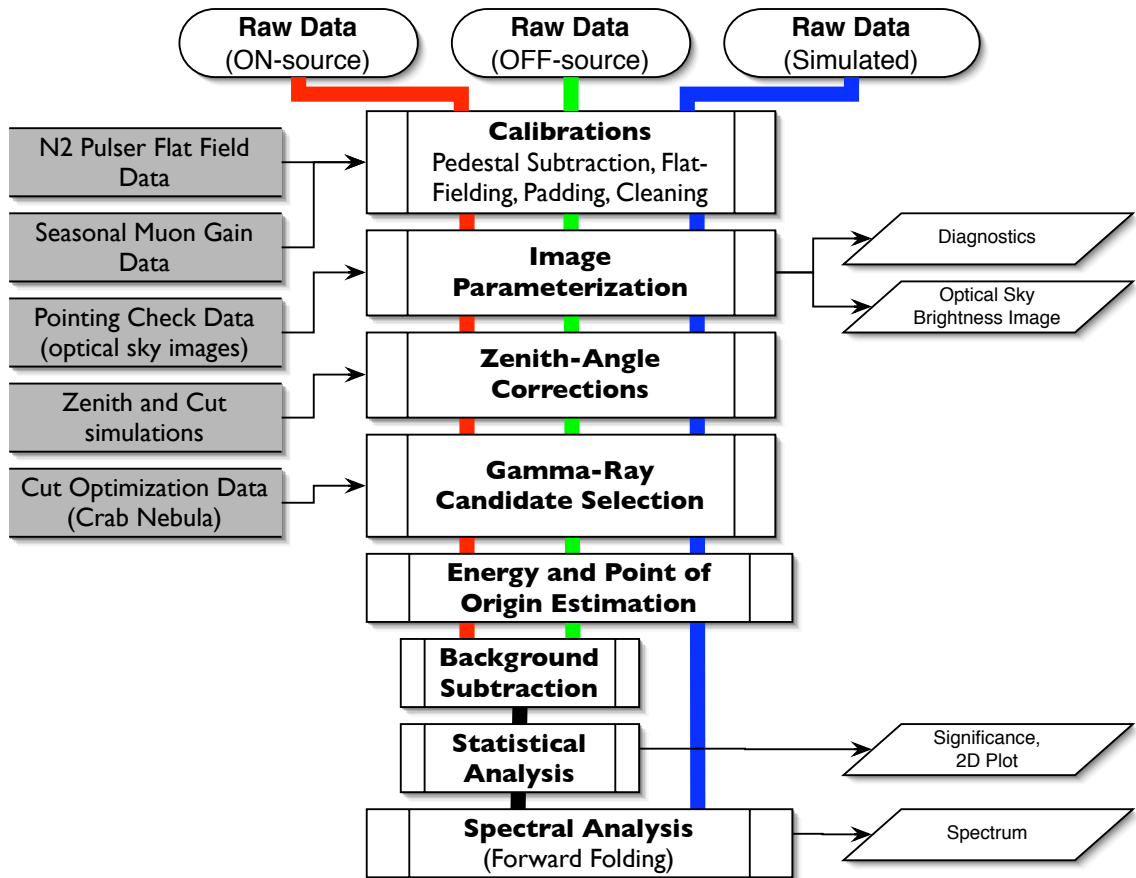 Raw Data
(ON-source)
Raw Data
(OFF-source)
Raw Data
(Simulated)
Calibrations
Pedestal Subtraction, Flat-
Fielding, Padding, Cleaning
N2 Pulser Flat Field
Data
Seasonal Muon Gain
Data
Image
Parameterization
Diagnostics
Optical Sky
Brightness Image
Pointing Check Data
(optical sky images)
Zenith-Angle
Corrections
Zenith and Cut
simulations
Gamma-Ray
Candidate Selection
Cut Optimization Data
(Crab Nebula)
Energy and Point of
Origin Estimation
Background
Subtraction
Statistical
Analysis
Significance,
2D Plot
Spectral Analysis
(Forward Folding)
Spectrum